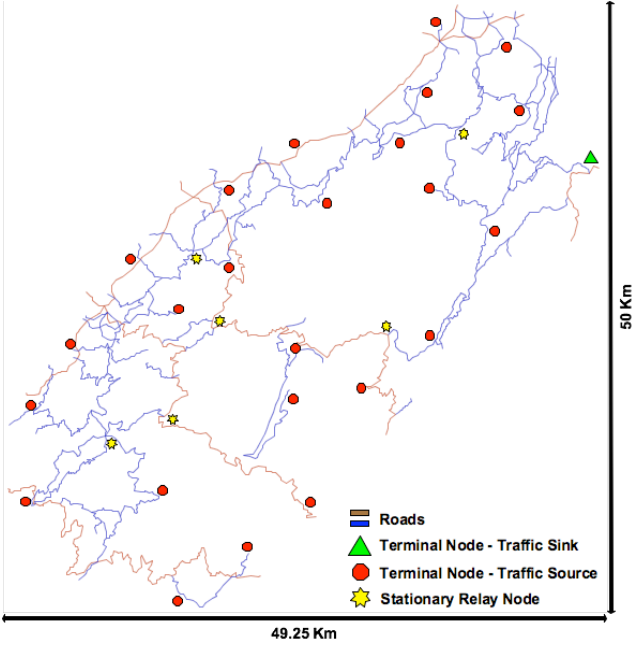 50 Km
Roads
Terminal Node - Traffic Sink
Terminal Node - Traffic Source
Stationary Relay Node
49.25 Km